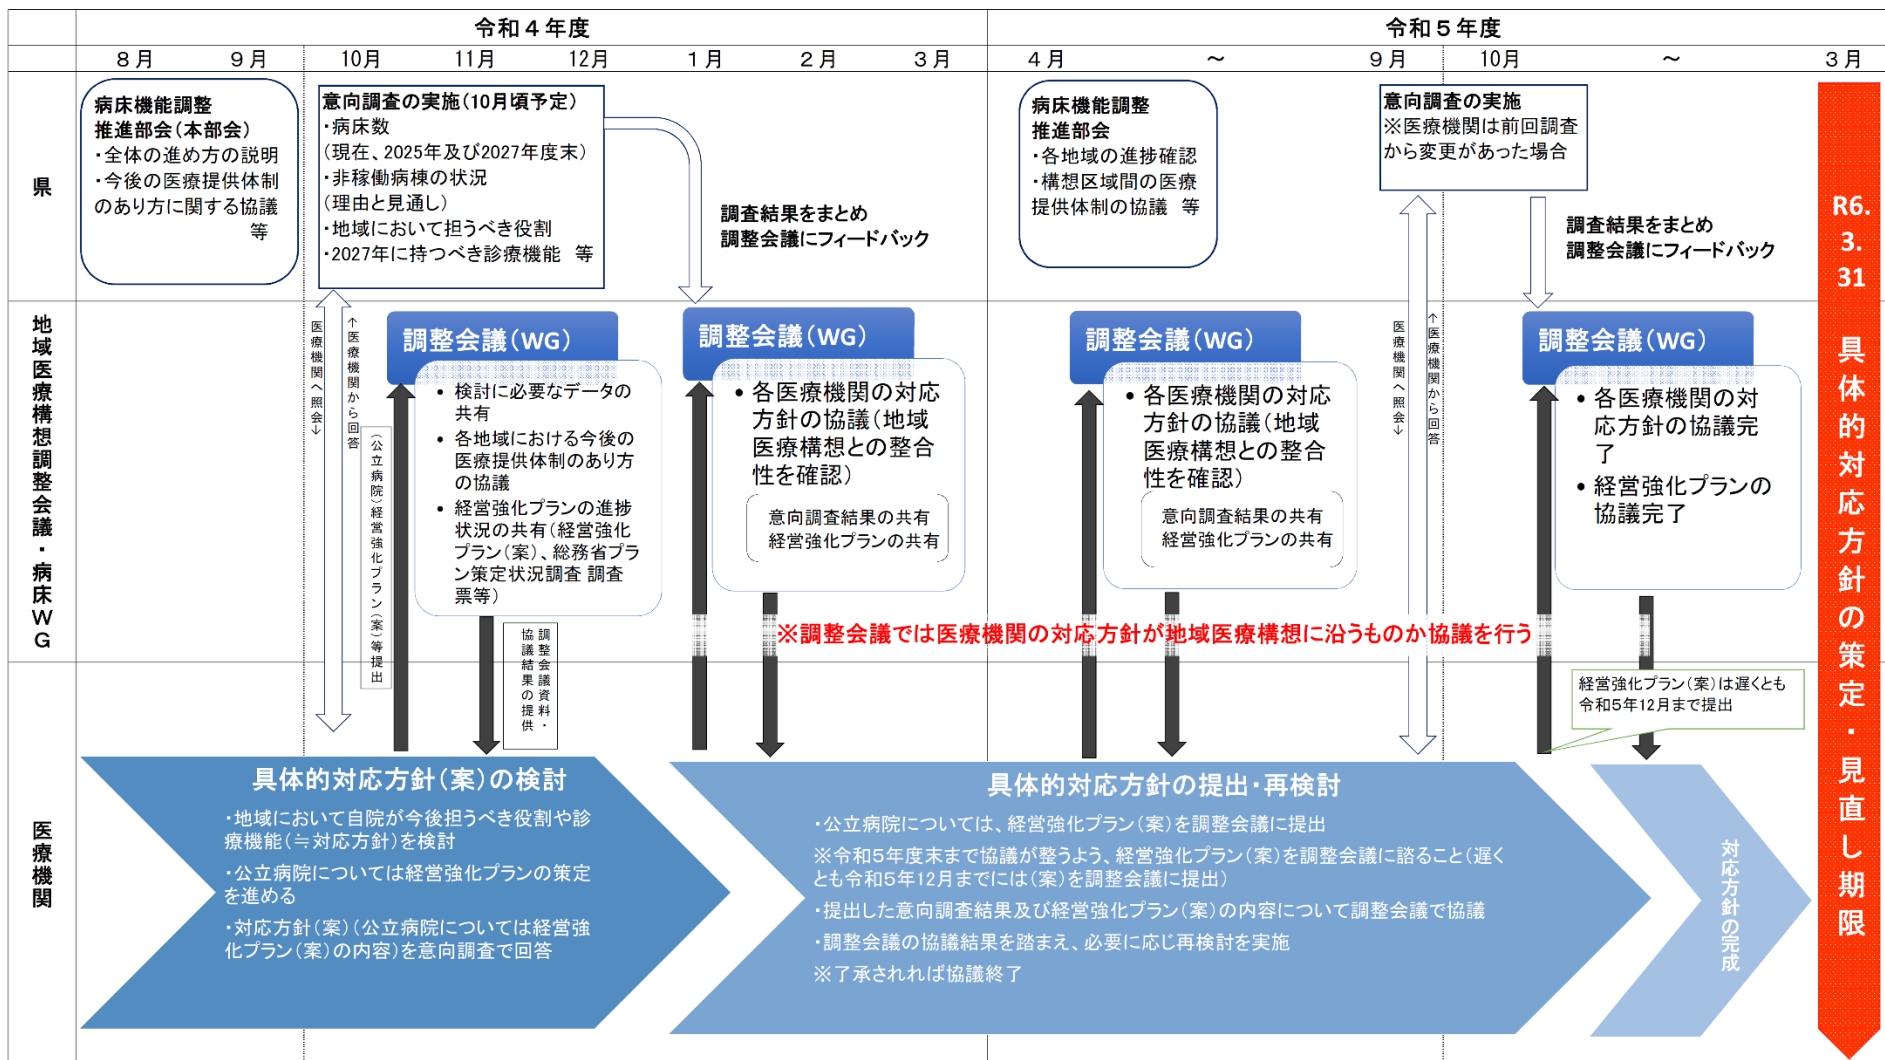 令和４年度
令和５年度
８月
９月
10月
11月
12月
１月
２月
３月
４月
～
９月
10月
～
３月
県
病床機能調整
推進部会（本部会）
・全体の進め方の説明
・今後の医療提供体制
のあり方に関する協議
等
意向調査の実施（10月頃予定）
・病床数
（現在、2025年及び2027年度末）
・非稼働病棟の状況
（理由と見通し）
・地域において担うべき役割
・2027年に持つべき診療機能　等
調査結果をまとめ
調整会議にフィードバック
病床機能調整
推進部会
・各地域の進捗確認
・構想区域間の医療
提供体制の協議　等
意向調査の実施
※医療機関は前回調査
から変更があった場合
調査結果をまとめ
調整会議にフィードバック
地域医療構想調整会議・病床ＷＧ
医療機関へ照会↓
↑医療機関から回答
（公立病院）経営強化プラン（案）等提出
調整会議（WG）
• 検討に必要なデータの
共有
• 各地域における今後の
医療提供体制のあり方
の協議
• 経営強化プランの進捗
状況の共有（経営強化
プラン（案）、総務省プラ
ン策定状況調査 調査
票等）
調整会議資料・
協議結果の提供
調整会議（WG）
• 各医療機関の対応
方針の協議（地域
医療構想との整合
性を確認）
意向調査結果の共有
経営強化プランの共有
調整会議（WG）
• 各医療機関の対応
方針の協議（地域
医療構想との整合
性を確認）
意向調査結果の共有
経営強化プランの共有
医療機関へ照会↓
↑医療機関から回答
調整会議（WG）
• 各医療機関の対
応方針の協議完
了
• 経営強化プランの
協議完了
※調整会議では医療機関の対応方針が地域医療構想に沿うものか協議を行う
経営強化プラン（案）は遅くとも
令和5年12月まで提出
医療機関
具体的対応方針（案）の検討
・地域において自院が今後担うべき役割や診
療機能（≒対応方針）を検討
・公立病院については経営強化プランの策定
を進める
・対応方針（案）（公立病院については経営強
化プラン（案）の内容）を意向調査で回答
具体的対応方針の提出・再検討
・公立病院については、経営強化プラン（案）を調整会議に提出
※令和５年度末まで協議が整うよう、経営強化プラン（案）を調整会議に諮ること（遅く
とも令和５年12月までには（案）を調整会議に提出）
・提出した意向調査結果及び経営強化プラン（案）の内容について調整会議で協議
・調整会議の協議結果を踏まえ、必要に応じ再検討を実施
※了承されれば協議終了
対応方針の完成
R6.
3.
31
具体的対応方針の策定・見直し期限